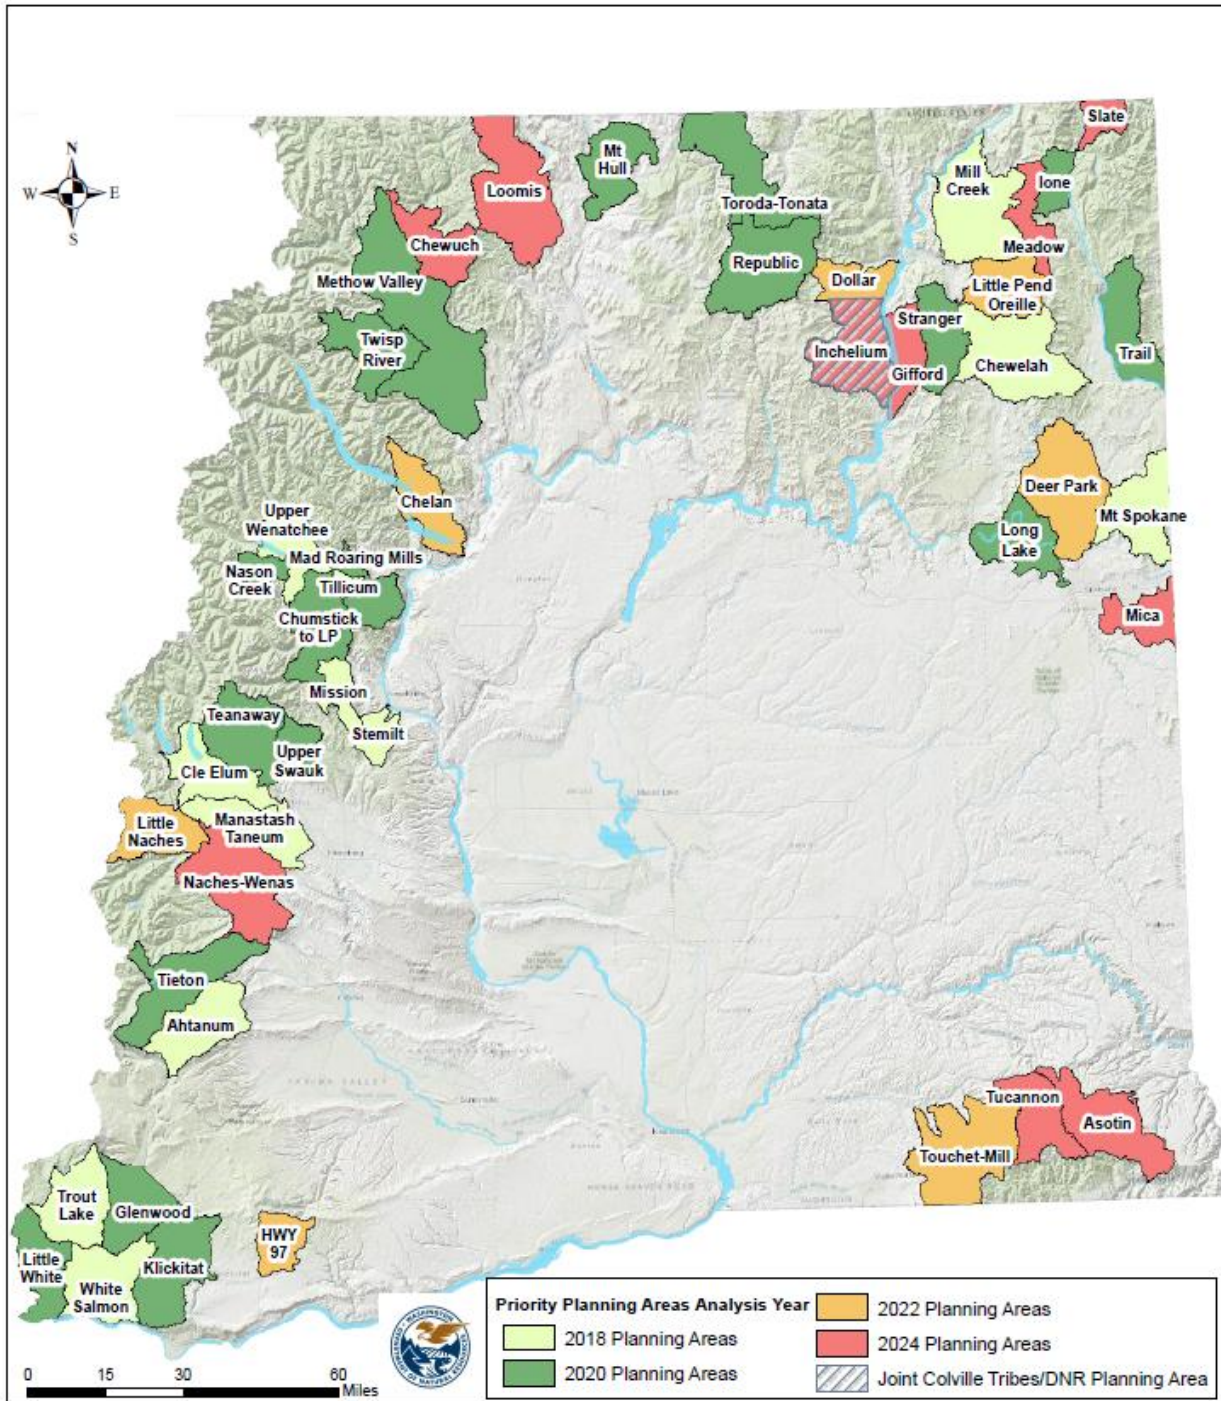 N
W
E
S
Slate
Mt
Hull
Mill
Creek
Ione
Loomis
Toroda-Tonata
Chewuch
Meadow
Republic
Methow Valley
Dollar
Little Pend
Oreille
Stranger
Twisp
River
Inchelium
Trail
Chewelah
Gifford
Deer Park
Chelan
Upper
Wenatchee
Mt Spokane
Long
Lake
Mad Roaring Mills
Nason
Creek
Tillicum
Chumstick
to LP
Mica
Mission
Teanaway
Stemilt
Upper
Swauk
Cle Elum
Little
Naches
Manastash
Taneum
Naches-Wenas
Tieton
Ahtanum
Tucannon
Asotin
Touchet-Mill
Trout
Lake
Glenwood
HWY
97
Little
White
Klickitat
White
Salmon
Priority Planning Areas Analysis Year
2018 Planning Areas
2020 Planning Areas
2022 Planning Areas
2024 Planning Areas
Joint Colville Tribes/DNR Planning Area
WASHINGTON
DEPARTMENT OF NATURAL RESOURCES
0 15 30 60
Miles